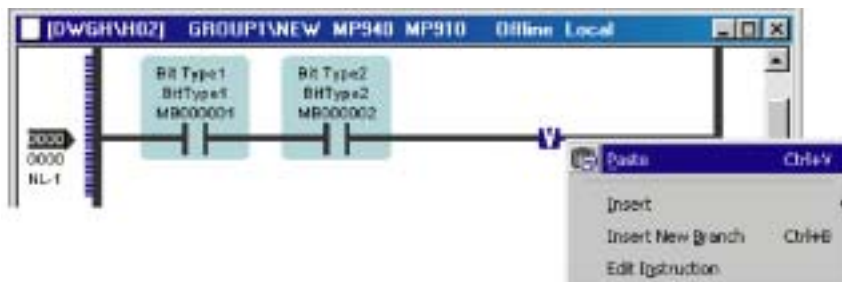 [DWGH\H02] GROUP1\NEW MP940 MP910 Offline Local
Bit Type1
BitType1
MB000001
Bit Type2
BitType2
MB000002
0000
0000
NL-1
Paste Ctrl+V
Insert
Insert New Branch Ctrl+B
Edit Instruction